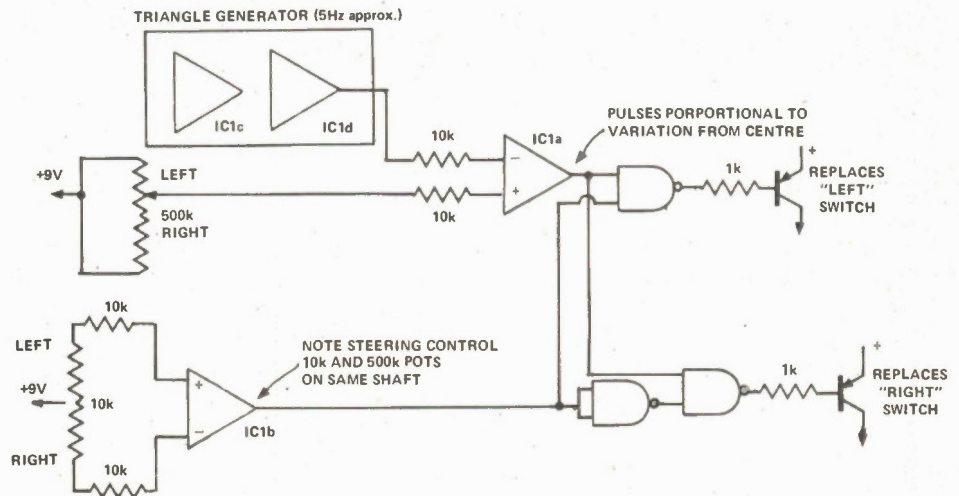 TRIANGLE GENERATOR (5Hz approx.)
IC1c
IC1d
PULSES PORPORTIONAL TO
VARIATION FROM CENTRE
10k
IC1a
-
+
10k
+9V
LEFT
500k
RIGHT
1k
+
REPLACES
"LEFT"
SWITCH
10k
LEFT
+9V
10k
RIGHT
10k
+
-
IC1b
NOTE STEERING CONTROL
10k AND 500k POTS
ON SAME SHAFT
1k
+
REPLACES
"RIGHT"
SWITCH